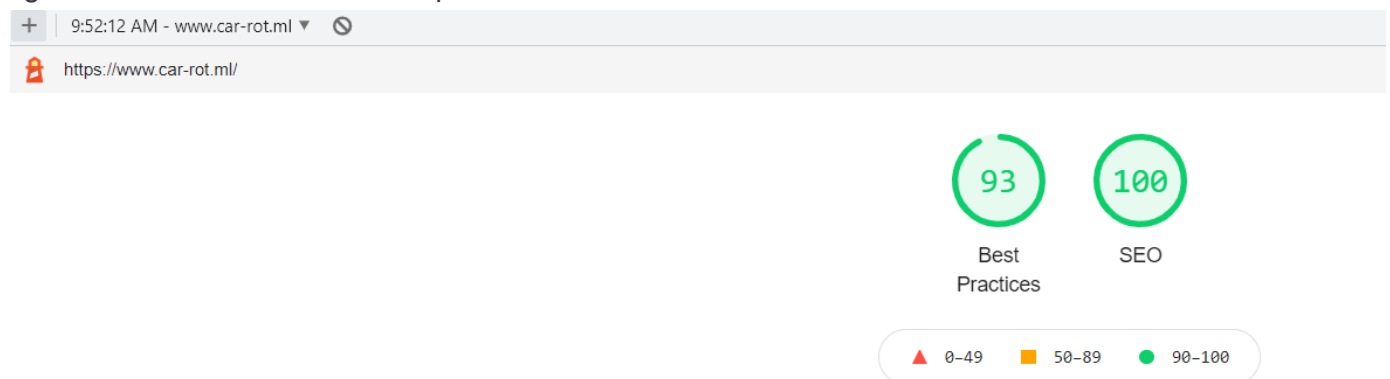 + 9:52:12 AM - www.car-rot.ml ▼
https://www.car-rot.ml/
93 100
Best SEO
Practices
0–49 50–89 90–100